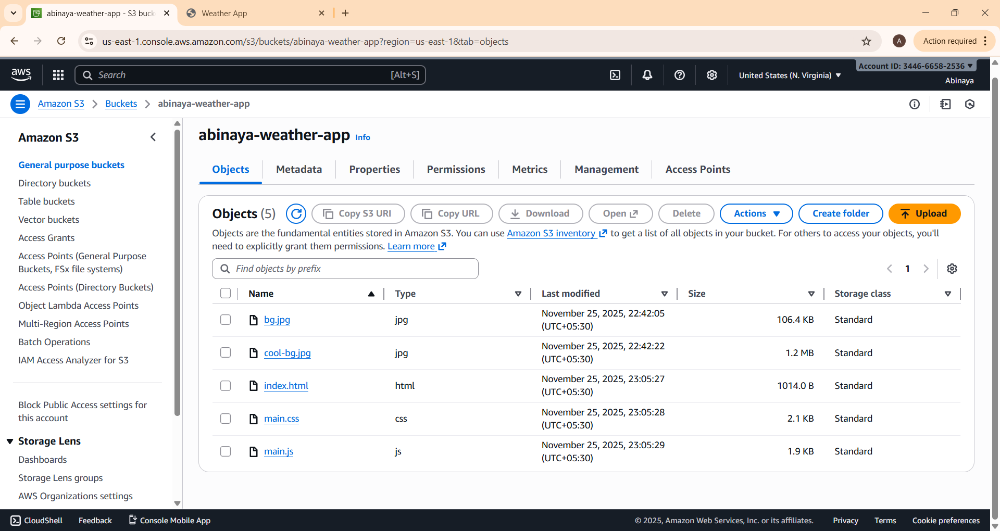 abinaya-weather-app - S3 buck
Weather App
us-east-1.console.aws.amazon.com/s3/buckets/abinaya-weather-app?region=us-east-1&tab=objects
A
Action required
aws
Search
[Alt+S]
United States (N. Virginia) ▼
Account ID: 3446-6658-2536 ▼
Abinaya
Amazon S3
Buckets
abinaya-weather-app
Amazon S3
General purpose buckets
Directory buckets
Table buckets
Vector buckets
Access Grants
Access Points (General Purpose
Buckets, FSx file systems)
Access Points (Directory Buckets)
Object Lambda Access Points
Multi-Region Access Points
Batch Operations
IAM Access Analyzer for S3
Block Public Access settings for
this account
Storage Lens
Dashboards
Storage Lens groups
AWS Organizations settings
abinaya-weather-app Info
Objects
Metadata
Properties
Permissions
Metrics
Management
Access Points
Objects (5)
Copy S3 URI
Copy URL
Download
Open
Delete
Actions
Create folder
Upload
Objects are the fundamental entities stored in Amazon S3. You can use Amazon S3 inventory to get a list of all objects in your bucket. For others to access your objects, you'll
need to explicitly grant them permissions. Learn more
Find objects by prefix
1
Name
Type
Last modified
Size
Storage class
bg.jpg
jpg
November 25, 2025, 22:42:05
(UTC+05:30)
106.4 KB
Standard
cool-bg.jpg
jpg
November 25, 2025, 22:42:22
(UTC+05:30)
1.2 MB
Standard
index.html
html
November 25, 2025, 23:05:27
(UTC+05:30)
1014.0 B
Standard
main.css
css
November 25, 2025, 23:05:28
(UTC+05:30)
2.1 KB
Standard
main.js
js
November 25, 2025, 23:05:29
(UTC+05:30)
1.9 KB
Standard
CloudShell
Feedback
Console Mobile App
© 2025, Amazon Web Services, Inc. or its affiliates.
Privacy
Terms
Cookie preferences